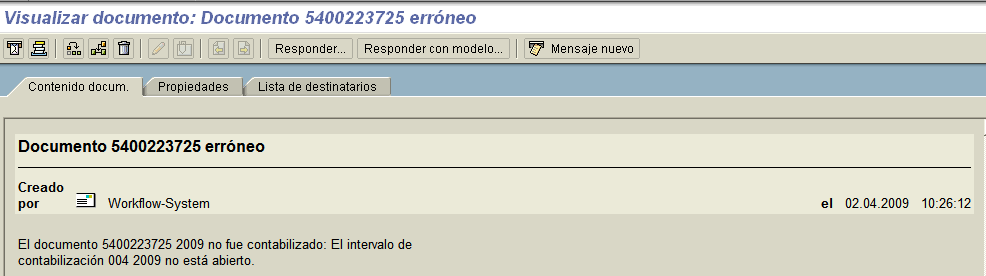 Visualizar documento: Documento 5400223725 erróneo
Responder... Responder con modelo... Mensaje nuevo
Contenido docum. Propiedades Lista de destinatarios
Documento 5400223725 erróneo
Creado
por Workflow-System el 02.04.2009 10:26:12
El documento 5400223725 2009 no fue contabilizado: El intervalo de
contabilización 004 2009 no está abierto.